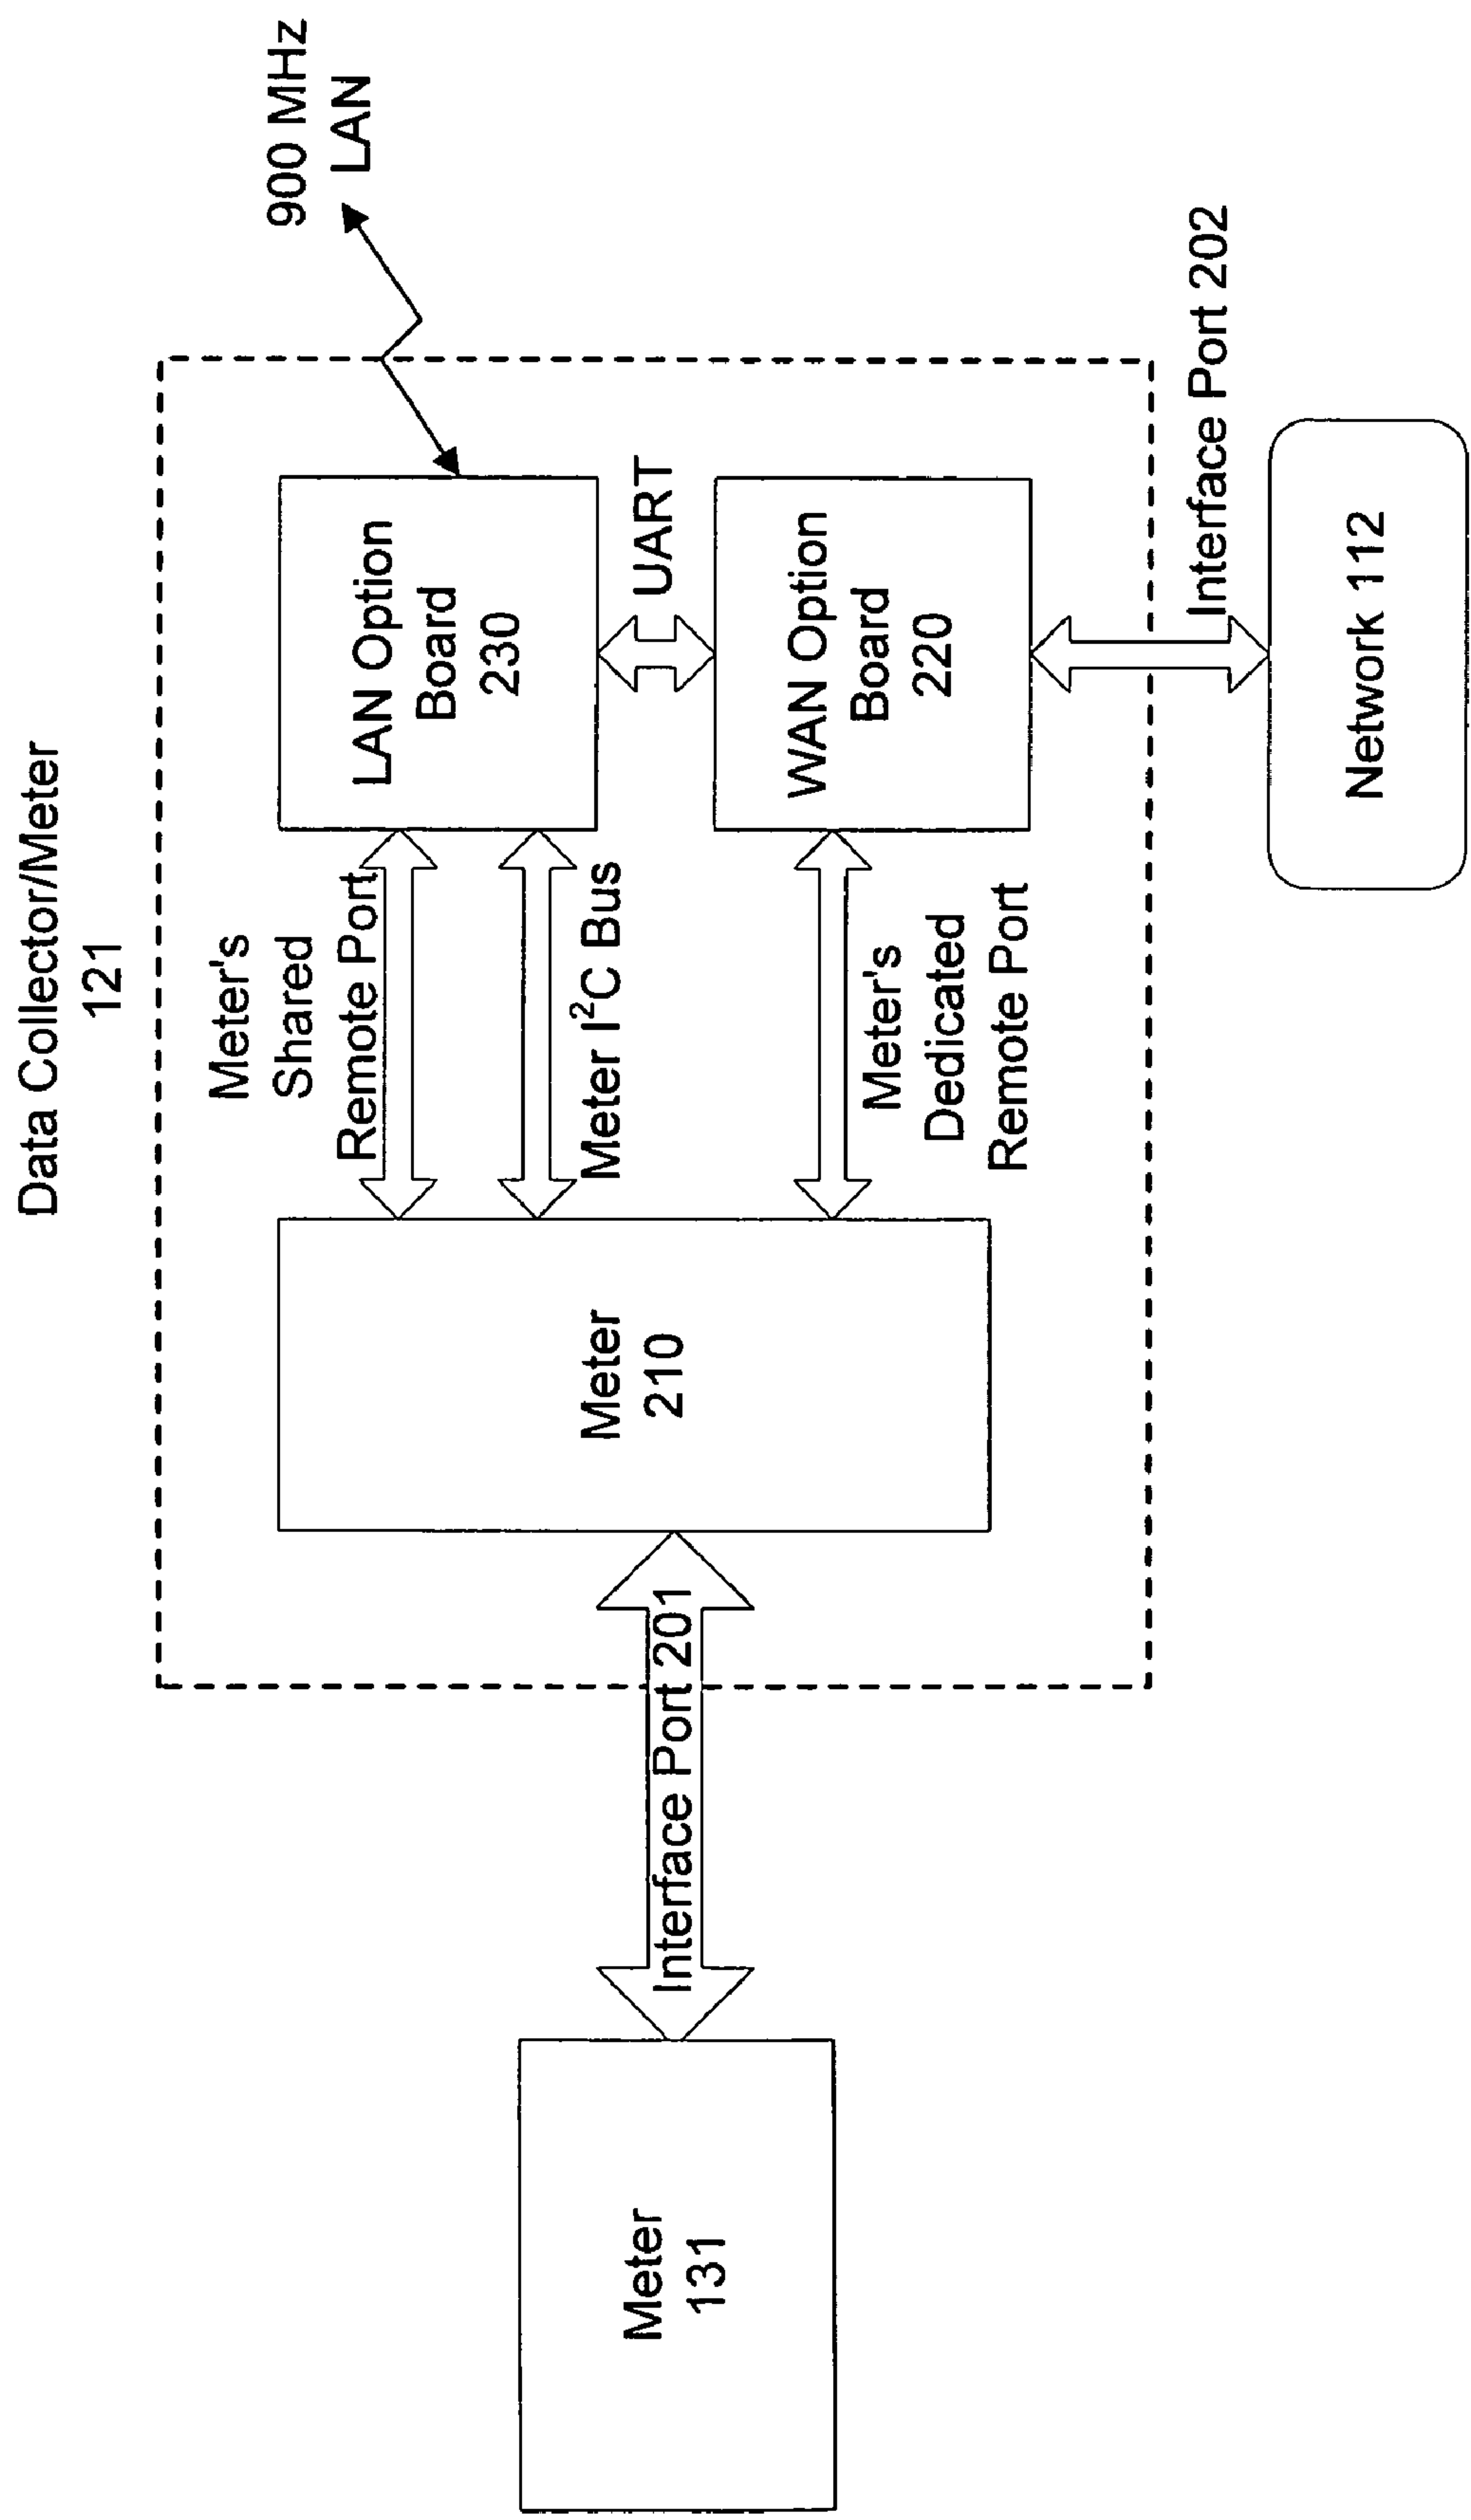 Data Collector/Meter
121
900 MHz
LAN
Meter's
Shared
Remote Port
LAN Option
Board
230
Meter I²C Bus
UART
Meter
131
Interface Port 201
Meter
210
Meter's
Dedicated
Remote Port
WAN Option
Board
220
Interface Port 202
Network 112